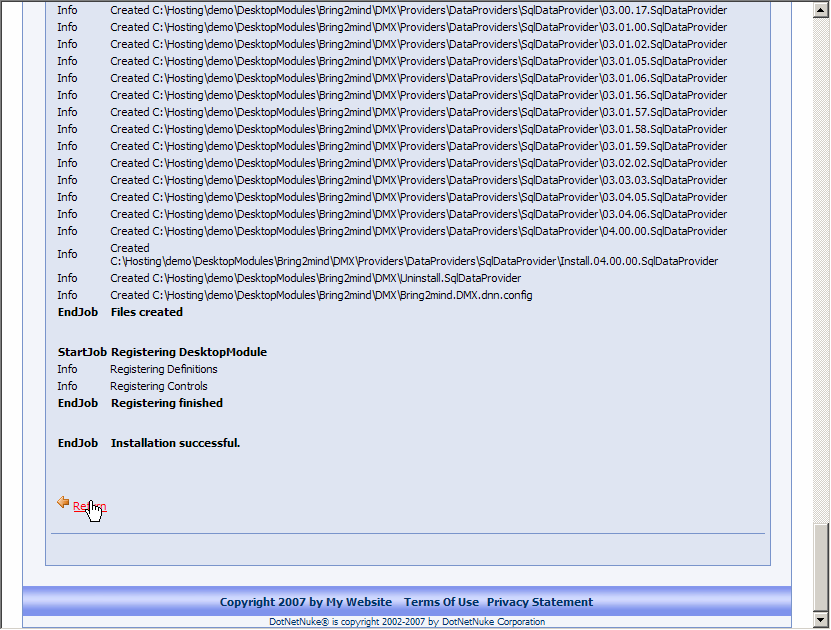 Info Created C:\Hosting\demo\DesktopModules\Bring2mind\DMX\Providers\DataProviders\SqlDataProvider\03.00.17.SqlDataProvider
Info Created C:\Hosting\demo\DesktopModules\Bring2mind\DMX\Providers\DataProviders\SqlDataProvider\03.01.00.SqlDataProvider
Info Created C:\Hosting\demo\DesktopModules\Bring2mind\DMX\Providers\DataProviders\SqlDataProvider\03.01.02.SqlDataProvider
Info Created C:\Hosting\demo\DesktopModules\Bring2mind\DMX\Providers\DataProviders\SqlDataProvider\03.01.05.SqlDataProvider
Info Created C:\Hosting\demo\DesktopModules\Bring2mind\DMX\Providers\DataProviders\SqlDataProvider\03.01.06.SqlDataProvider
Info Created C:\Hosting\demo\DesktopModules\Bring2mind\DMX\Providers\DataProviders\SqlDataProvider\03.01.56.SqlDataProvider
Info Created C:\Hosting\demo\DesktopModules\Bring2mind\DMX\Providers\DataProviders\SqlDataProvider\03.01.57.SqlDataProvider
Info Created C:\Hosting\demo\DesktopModules\Bring2mind\DMX\Providers\DataProviders\SqlDataProvider\03.01.58.SqlDataProvider
Info Created C:\Hosting\demo\DesktopModules\Bring2mind\DMX\Providers\DataProviders\SqlDataProvider\03.01.59.SqlDataProvider
Info Created C:\Hosting\demo\DesktopModules\Bring2mind\DMX\Providers\DataProviders\SqlDataProvider\03.02.02.SqlDataProvider
Info Created C:\Hosting\demo\DesktopModules\Bring2mind\DMX\Providers\DataProviders\SqlDataProvider\03.03.03.SqlDataProvider
Info Created C:\Hosting\demo\DesktopModules\Bring2mind\DMX\Providers\DataProviders\SqlDataProvider\03.04.05.SqlDataProvider
Info Created C:\Hosting\demo\DesktopModules\Bring2mind\DMX\Providers\DataProviders\SqlDataProvider\03.04.06.SqlDataProvider
Info Created C:\Hosting\demo\DesktopModules\Bring2mind\DMX\Providers\DataProviders\SqlDataProvider\04.00.00.SqlDataProvider
Info Created
C:\Hosting\demo\DesktopModules\Bring2mind\DMX\Providers\DataProviders\SqlDataProvider\Install.04.00.00.SqlDataProvider
Info Created C:\Hosting\demo\DesktopModules\Bring2mind\DMX\Uninstall.SqlDataProvider
Info Created C:\Hosting\demo\DesktopModules\Bring2mind\DMX\Bring2mind.DMX.dnn.config
EndJob Files created
StartJob Registering DesktopModule
Info Registering Definitions
Info Registering Controls
EndJob Registering finished
EndJob Installation successful.
Return
Copyright 2007 by My Website Terms Of Use Privacy Statement
DotNetNuke® is copyright 2002-2007 by DotNetNuke Corporation